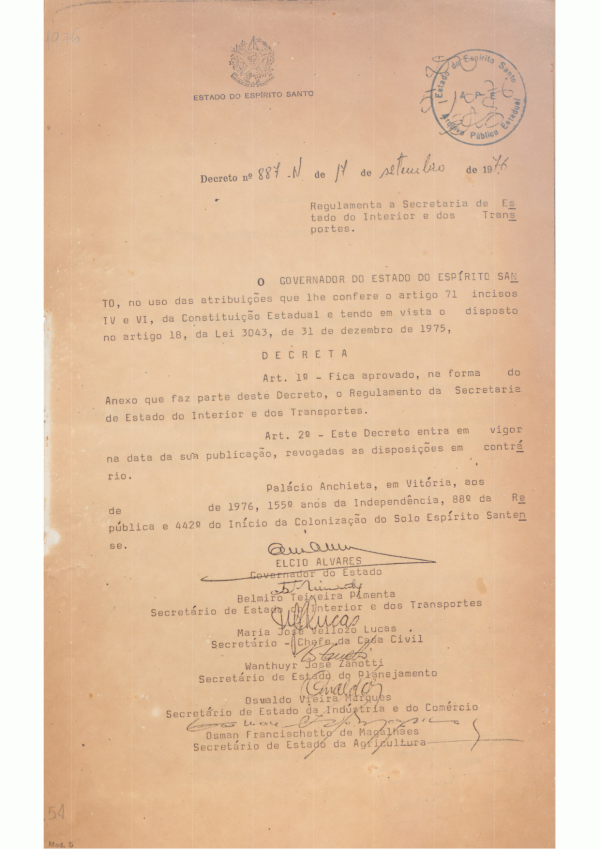 1976
ESTADO DO ESPÍRITO SANTO
Estado do Espírito Santo
A P E
Arquivo Público Estadual
Decreto nº 887-N de 17 de setembro de 1976
Regulamenta a Secretaria de Es
tado do Interior e dos Trans
portes.
O GOVERNADOR DO ESTADO DO ESPÍRITO SAN
TO, no uso das atribuições que lhe confere o artigo 71 incisos
IV e VI, da Constituição Estadual e tendo em vista o disposto
no artigo 18, da Lei 3043, de 31 de dezembro de 1975,
D E C R E T A
Art. 1º - Fica aprovado, na forma do
Anexo que faz parte deste Decreto, o Regulamento da Secretaria
de Estado do Interior e dos Transportes.
Art. 2º - Este Decreto entra em vigor
na data da sua publicação, revogadas as disposições em contrá
rio.
Palácio Anchieta, em Vitória, aos
de de 1976, 155º anos da Independência, 88º da Re
pública e 442º do Início da Colonização do Solo Espírito Santen
se.
ELCIO ALVARES
Governador do Estado
Belmiro Teixeira Pimenta
Secretário de Estado do Interior e dos Transportes
Maria José Vellozo Lucas
Secretário - Chefe da Casa Civil
Wanthuyr José Zanotti
Secretário de Estado do Planejamento
Oswaldo Vieira Marques
Secretário de Estado da Indústria e do Comércio
Osman Francischetto de Magalhães
Secretário de Estado da Agricultura
54
Mod. 5